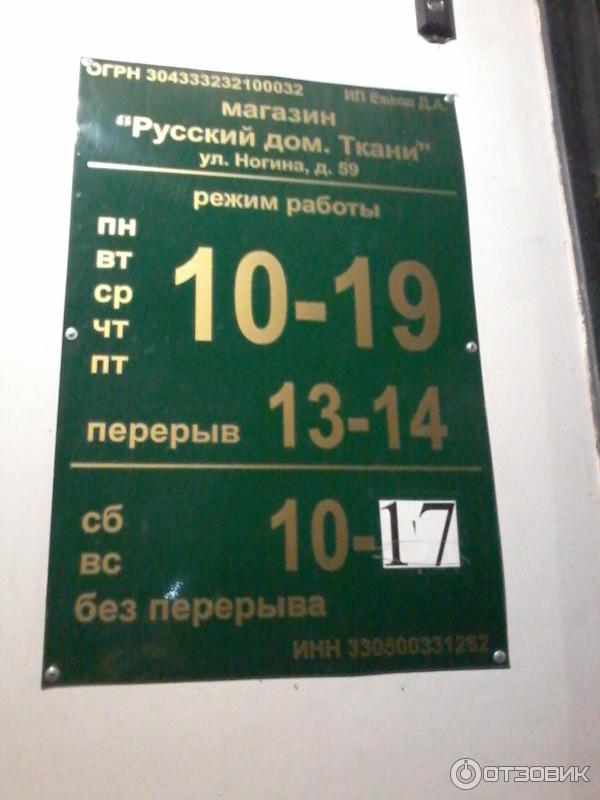 ОГРН 304333232100032 ИП Ежков Д.А.
магазин
“Русский дом. Ткани”
ул. Ногина, д. 59
режим работы
пн
вт
ср
чт
пт
10-19
перерыв 13-14
сб
вс
10-17
без перерыва
ИНН 330500331262
ОТЗОВИК